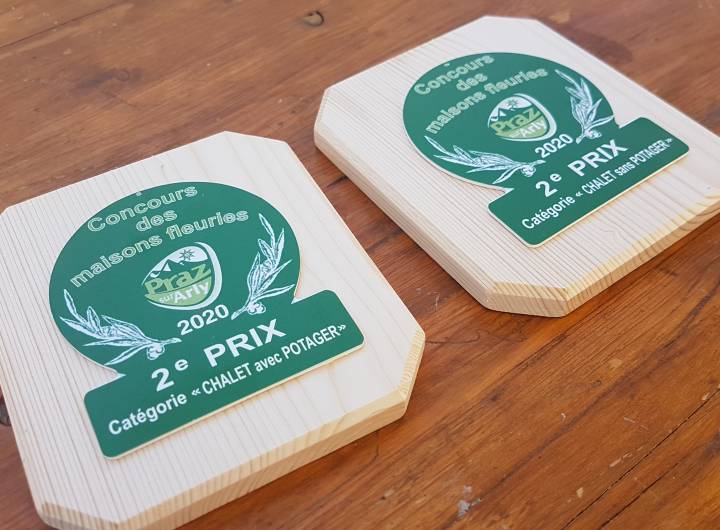 Concours
des
maisons fleuries
Praz
sur
Arly
2020
2e PRIX
Catégorie « CHALET avec POTAGER»
Concours
des
maisons fleuries
Praz
sur
Arly
2020
2e PRIX
Catégorie « CHALET sans POTAGER»